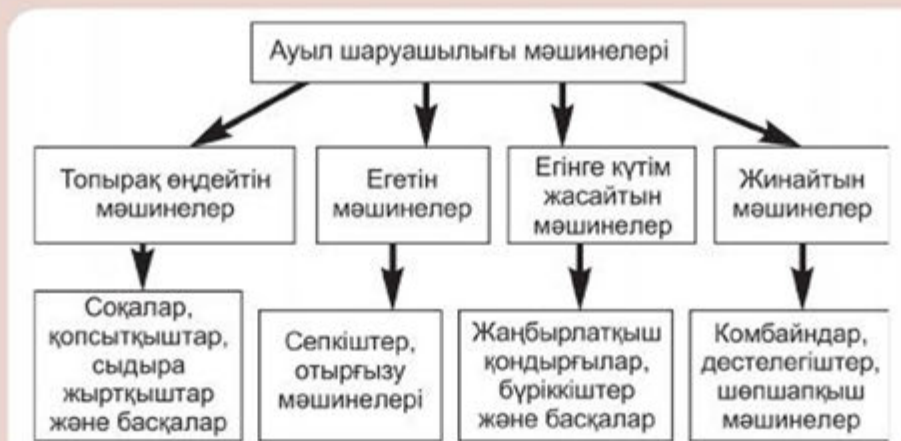 Ауыл шаруашылығы мәшинелері
Топырақ өңдейтін
мәшинелер
Егетін
мәшинелер
Егінге күтім
жасайтын
мәшинелер
Жинайтын
мәшинелер
Соқалар,
қопсытқыштар,
сыдыра
жыртқыштар
және басқалар
Сепкіштер,
отырғызу
мәшинелері
Жаңбырлатқыш
қондырғылар,
бүріккіштер
және басқалар
Комбайндар,
дестелегіштер,
шөпшапқыш
мәшинелер